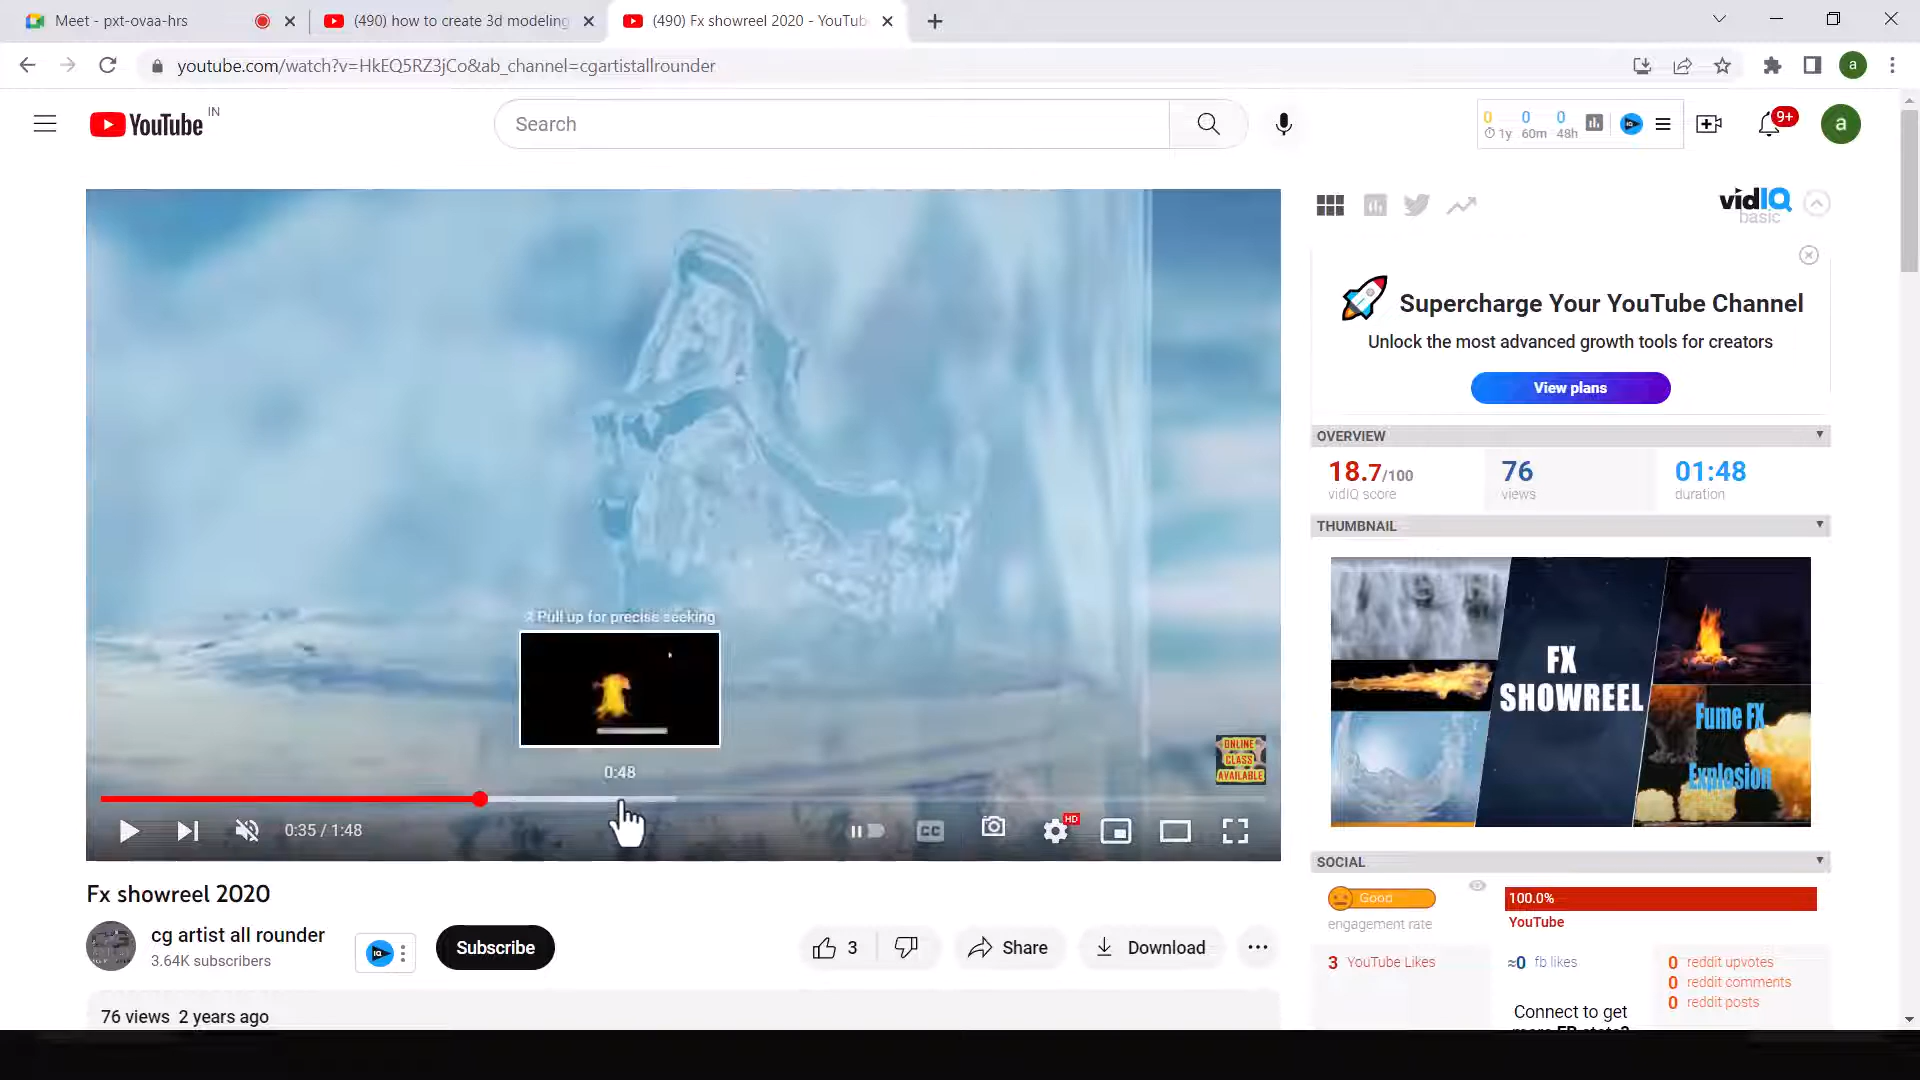 Meet - pxt-ovaa-hrs
(490) how to create 3d modeling
(490) Fx showreel 2020 - YouTub
youtube.com/watch?v=HkEQ5RZ3jCo&ab_channel=cgartistallrounder
a
YouTube IN
Search
0 0 0
1y 60m 48h
9+
a
vidIQ
basic
Supercharge Your YouTube Channel
Unlock the most advanced growth tools for creators
View plans
OVERVIEW
18.7/100 76 01:48
vidIQ score views duration
THUMBNAIL
FX
SHOWREEL
Fume FX
Explosion
Pull up for precise seeking
0:48
ONLINE
CLASS
AVAILABLE
0:35 / 1:48
CC
HD
SOCIAL
Good
engagement rate
100.0%
YouTube
3 YouTube Likes
≈0 fb likes
0 reddit upvotes
0 reddit comments
0 reddit posts
Connect to get
Fx showreel 2020
cg artist all rounder
3.64K subscribers
IQ
Subscribe
3
Share
Download
76 views 2 years ago